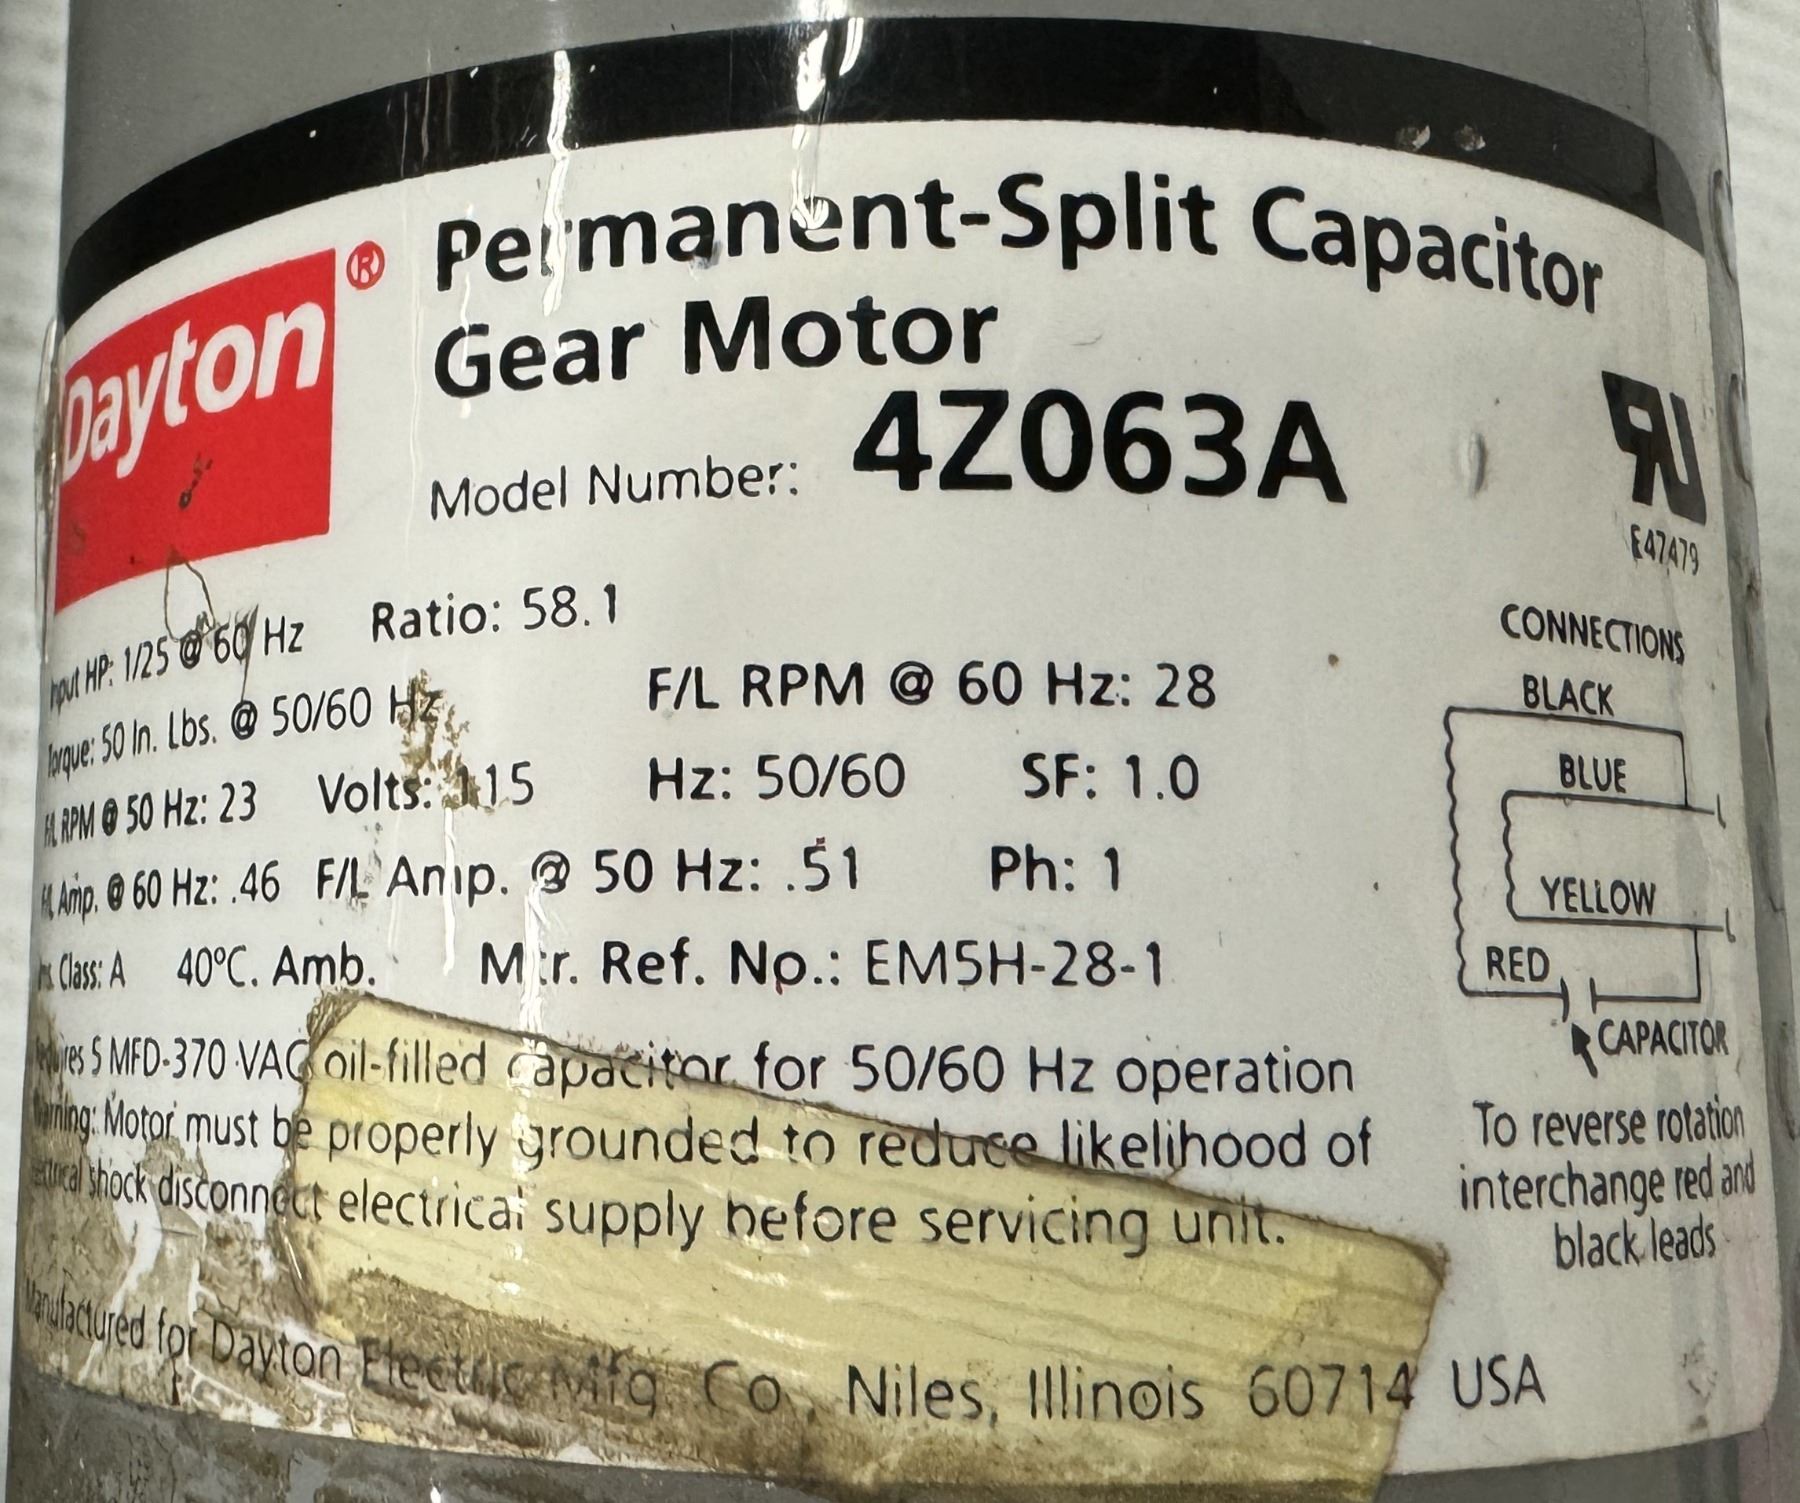 Dayton®
Permanent-Split Capacitor
Gear Motor
Model Number: 4Z063A
E47479
Input HP: 1/25 @ 60 Hz Ratio: 58.1
Torque: 50 In. Lbs. @ 50/60 Hz F/L RPM @ 60 Hz: 28
F/L RPM @ 50 Hz: 23 Volts: 115 Hz: 50/60 SF: 1.0
F/L Amp. @ 60 Hz: .46 F/L Amp. @ 50 Hz: .51 Ph: 1
Ins. Class: A 40°C. Amb. Mtr. Ref. No.: EM5H-28-1
Requires 5 MFD-370 VAC oil-filled capacitor for 50/60 Hz operation
Warning: Motor must be properly grounded to reduce likelihood of
electrical shock disconnect electrical supply before servicing unit.
Manufactured for Dayton Electric Mfg. Co., Niles, Illinois 60714 USA
CONNECTIONS
BLACK
BLUE
L
YELLOW
L
RED
CAPACITOR
To reverse rotation
interchange red and
black leads